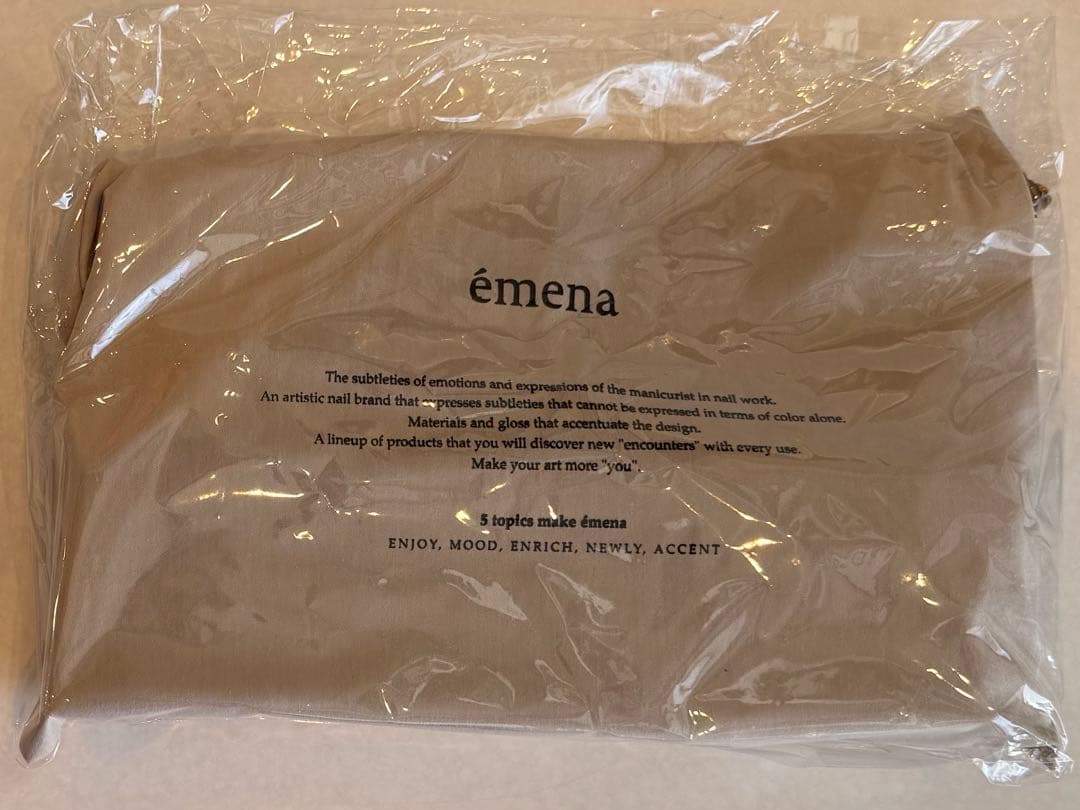 émena
The subtleties of emotions and expressions of the manicurist in nail work.
An artistic nail brand that expresses subtleties that cannot be expressed in terms of color alone.
Materials and gloss that accentuate the design.
A lineup of products that you will discover new "encounters" with every use.
Make your art more "you".
5 topics make émena
ENJOY, MOOD, ENRICH, NEWLY, ACCENT